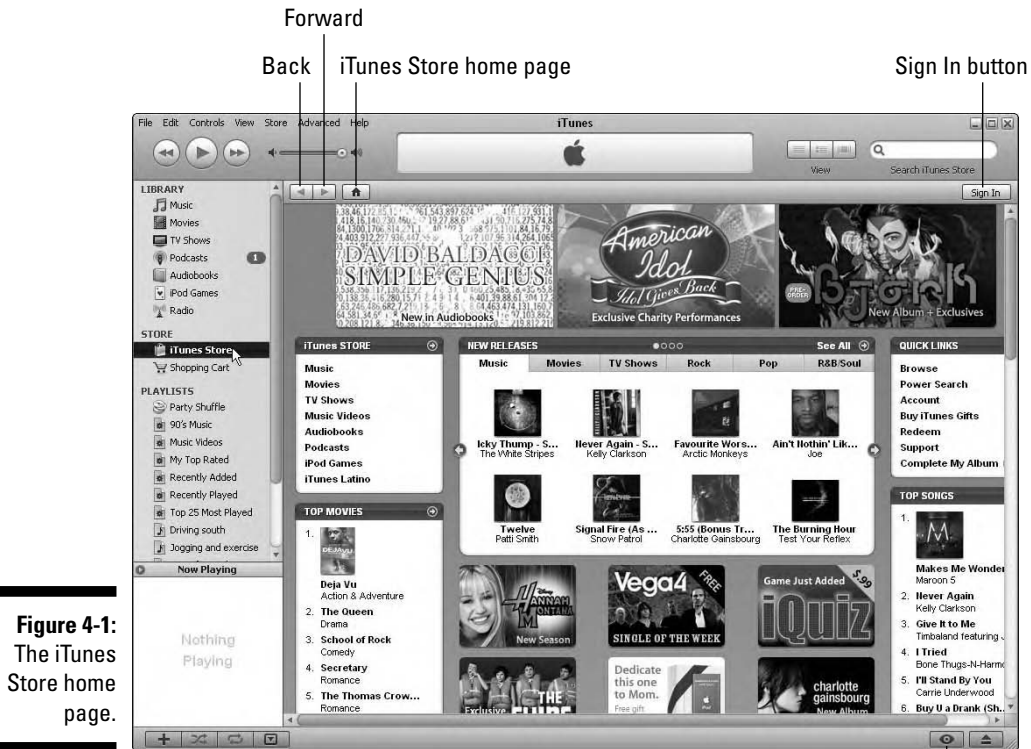 Forward
Back
iTunes Store home page
Sign In button
File Edit Controls View Store Advanced Help
iTunes
View
Search iTunes Store
LIBRARY
Music
Movies
TV Shows
Podcasts 1
Audiobooks
iPod Games
Radio
STORE
iTunes Store
Shopping Cart
PLAYLISTS
Party Shuffle
90's Music
Music Videos
My Top Rated
Recently Added
Recently Played
Top 25 Most Played
Driving south
Jogging and exercise
Now Playing
Nothing
Playing
Sign In
DAVID BALDACCI
SIMPLE GENIUS
New in Audiobooks
American
Idol
Idol Gives Back
Exclusive Charity Performances
PRE-
ORDER
BJORK
New Album + Exclusives
iTunes STORE
Music
Movies
TV Shows
Music Videos
Audiobooks
Podcasts
iPod Games
iTunes Latino
NEW RELEASES See All
Music Movies TV Shows Rock Pop R&B/Soul
Icky Thump - S...
The White Stripes
Never Again - S...
Kelly Clarkson
Favourite Wors...
Arctic Monkeys
Ain't Nothin' Lik...
Joe
Twelve
Patti Smith
Signal Fire (As ...
Snow Patrol
5:55 (Bonus Tr...
Charlotte Gainsbourg
The Burning Hour
Test Your Reflex
QUICK LINKS
Browse
Power Search
Account
Buy iTunes Gifts
Redeem
Support
Complete My Album
TOP MOVIES
1.
DEJAVU
Deja Vu
Action & Adventure
2. The Queen
Drama
3. School of Rock
Comedy
4. Secretary
Romance
5. The Thomas Crow...
Romance
Disney
HANNAH
MONTANA
New Season
Vega4 FREE
SINGLE OF THE WEEK
Game Just Added $.99
iQuiz
Exclusive THE
Dedicate
this one
to Mom.
Free gift
charlotte
gainsbourg
New Album
TOP SONGS
1.
M
Makes Me Wonder
Maroon 5
2. Never Again
Kelly Clarkson
3. Give It to Me
Timbaland featuring
4. I Tried
Bone Thugs-N-Harmo
5. I'll Stand By You
Carrie Underwood
6. Buy U a Drank (Sh..
Figure 4-1:
The iTunes
Store home
page.